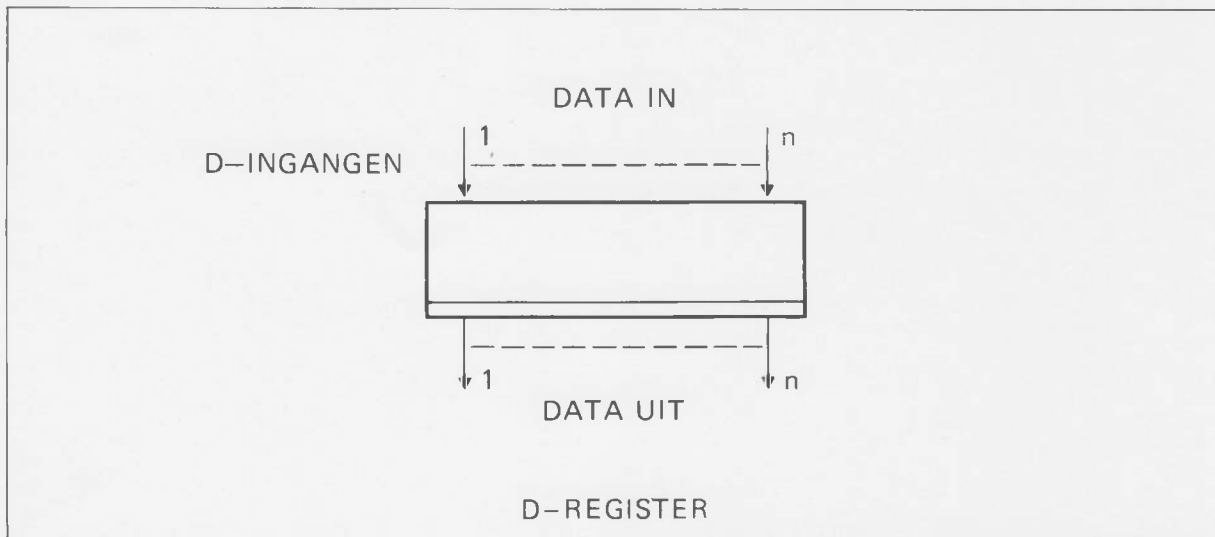 DATA IN
1 n
D-INGANGEN
1 n
DATA UIT
D-REGISTER